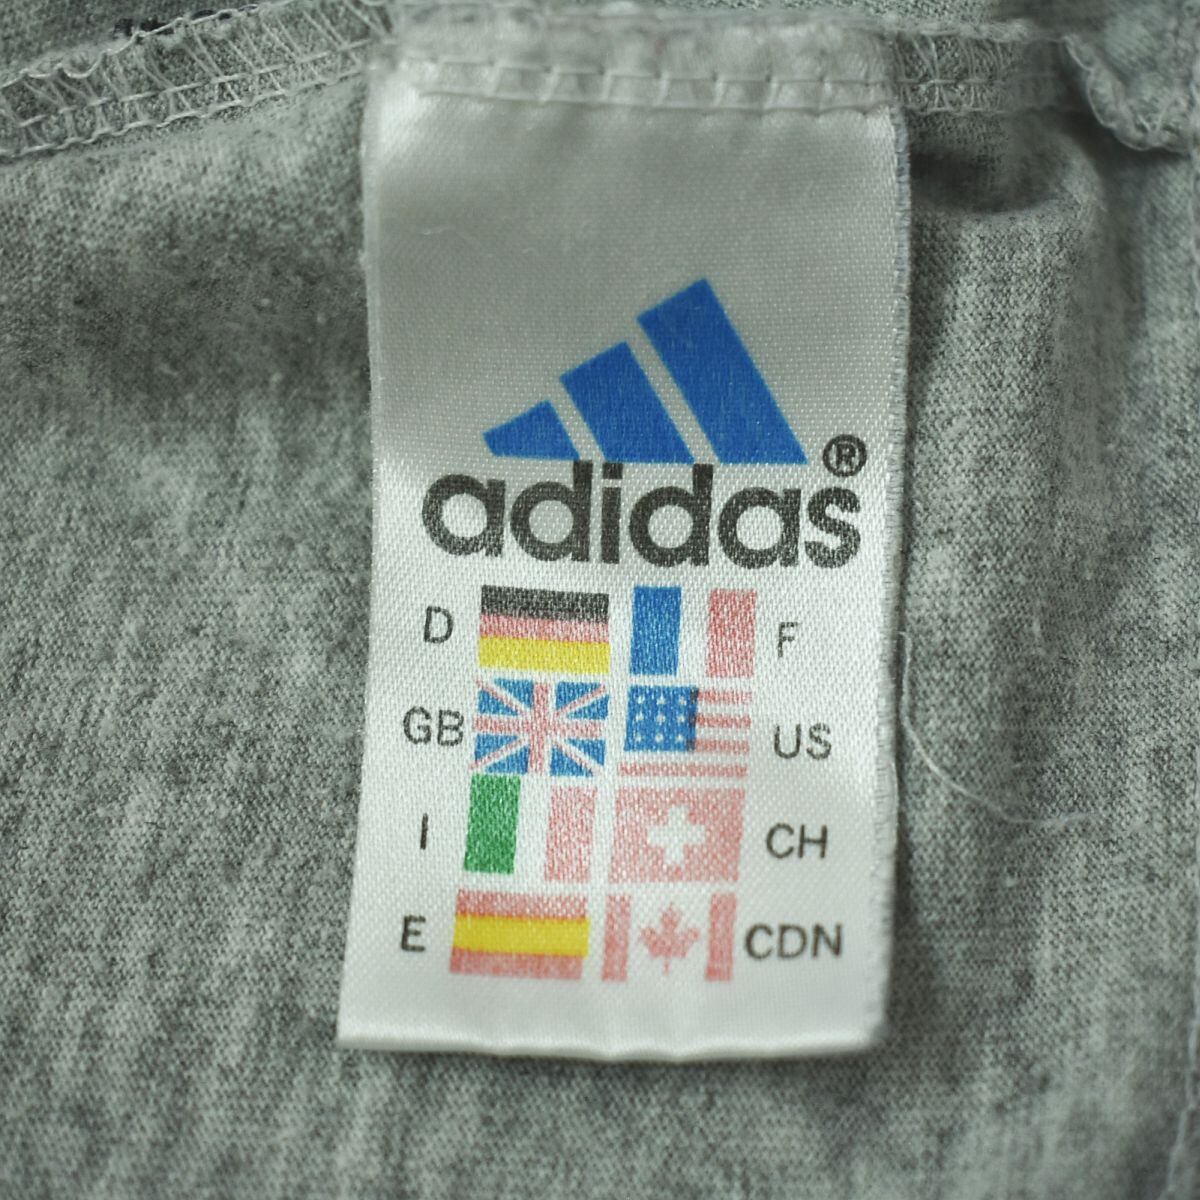 adidas®
D F
GB US
I CH
E CDN